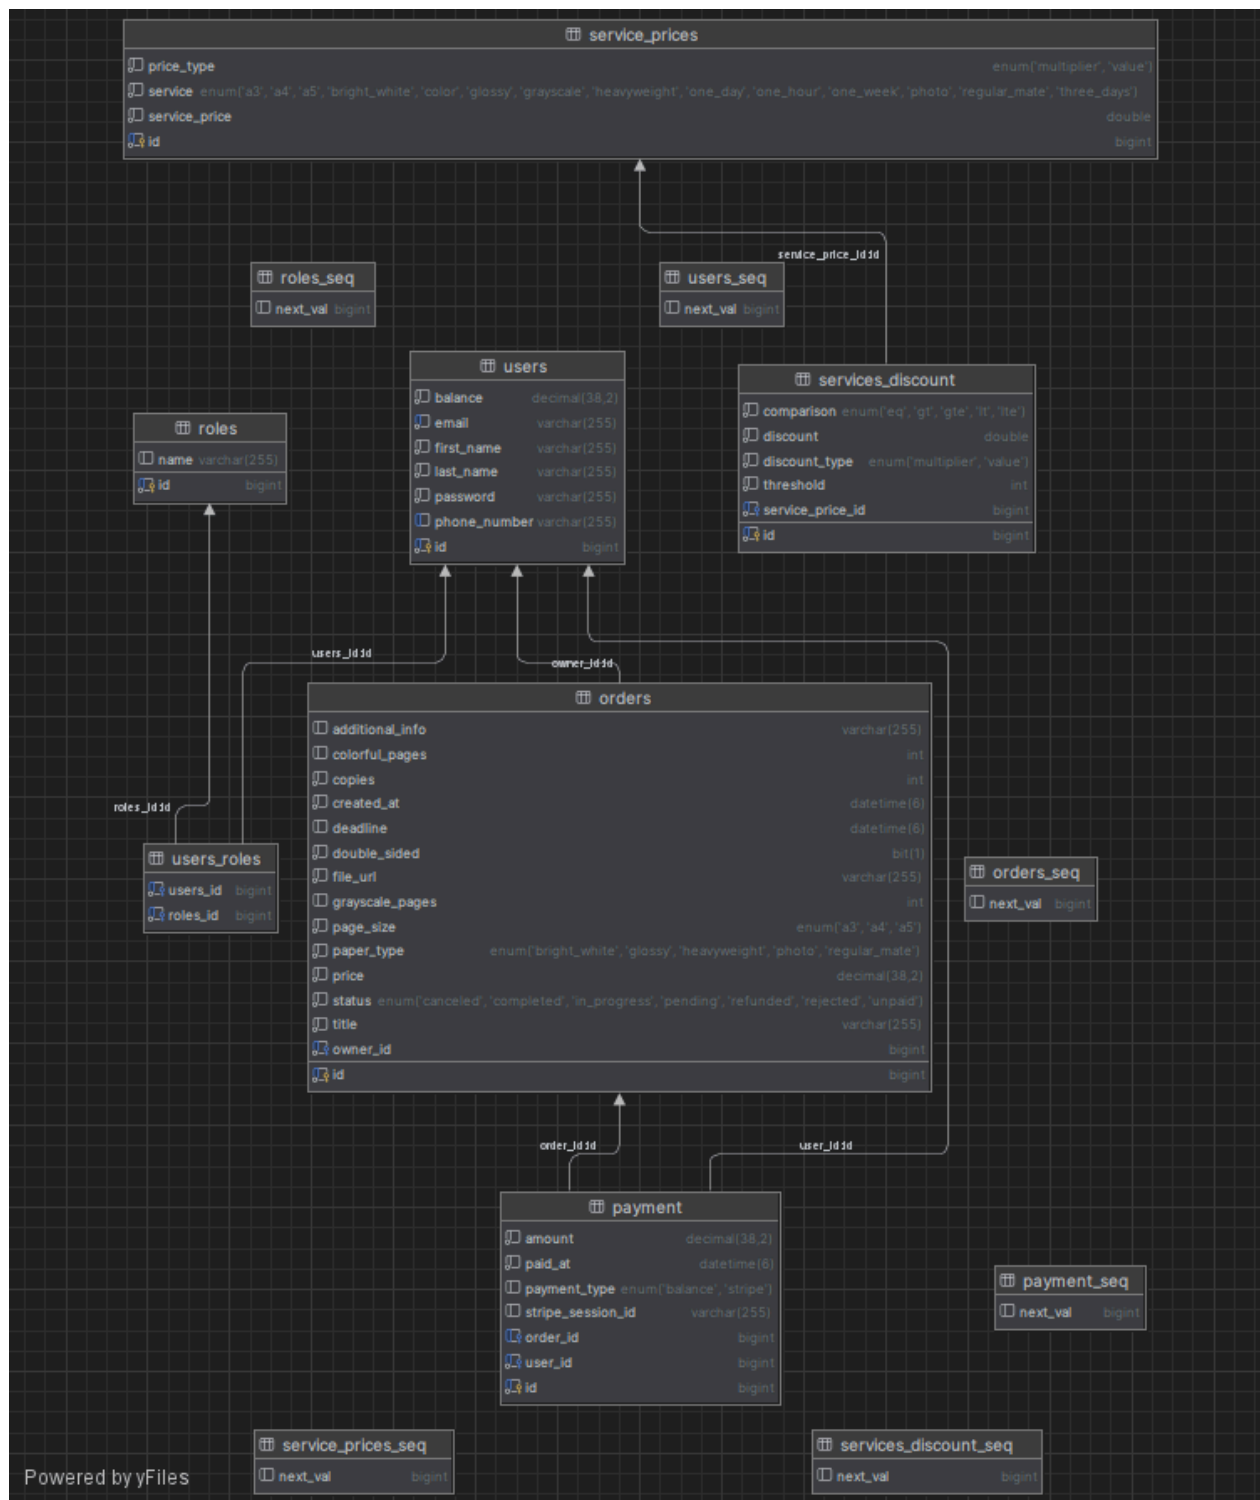 service_prices
price_type enum('multiplier', 'value')
service enum('a3', 'a4', 'a5', 'bright_white', 'color', 'glossy', 'grayscale', 'heavyweight', 'one_day', 'one_hour', 'one_week', 'photo', 'regular_mate', 'three_days')
service_price double
id bigint
service_price_id:id
roles_seq
next_val bigint
users_seq
next_val bigint
users
balance decimal(38,2)
email varchar(255)
first_name varchar(255)
last_name varchar(255)
password varchar(255)
phone_number varchar(255)
id bigint
services_discount
comparison enum('eq', 'gt', 'gte', 'lt', 'lte')
discount double
discount_type enum('multiplier', 'value')
threshold int
service_price_id bigint
id bigint
roles
name varchar(255)
id bigint
users_id:id
owner_id:id
orders
additional_info varchar(255)
colorful_pages int
copies int
created_at datetime(6)
deadline datetime(6)
double_sided bit(1)
file_url varchar(255)
grayscale_pages int
page_size enum('a3', 'a4', 'a5')
paper_type enum('bright_white', 'glossy', 'heavyweight', 'photo', 'regular_mate')
price decimal(38,2)
status enum('canceled', 'completed', 'in_progress', 'pending', 'refunded', 'rejected', 'unpaid')
title varchar(255)
owner_id bigint
id bigint
roles_id:id
users_roles
users_id bigint
roles_id bigint
orders_seq
next_val bigint
order_id:id
user_id:id
payment
amount decimal(38,2)
paid_at datetime(6)
payment_type enum('balance', 'stripe')
stripe_session_id varchar(255)
order_id bigint
user_id bigint
id bigint
payment_seq
next_val bigint
service_prices_seq
next_val bigint
services_discount_seq
next_val bigint
Powered by yFiles